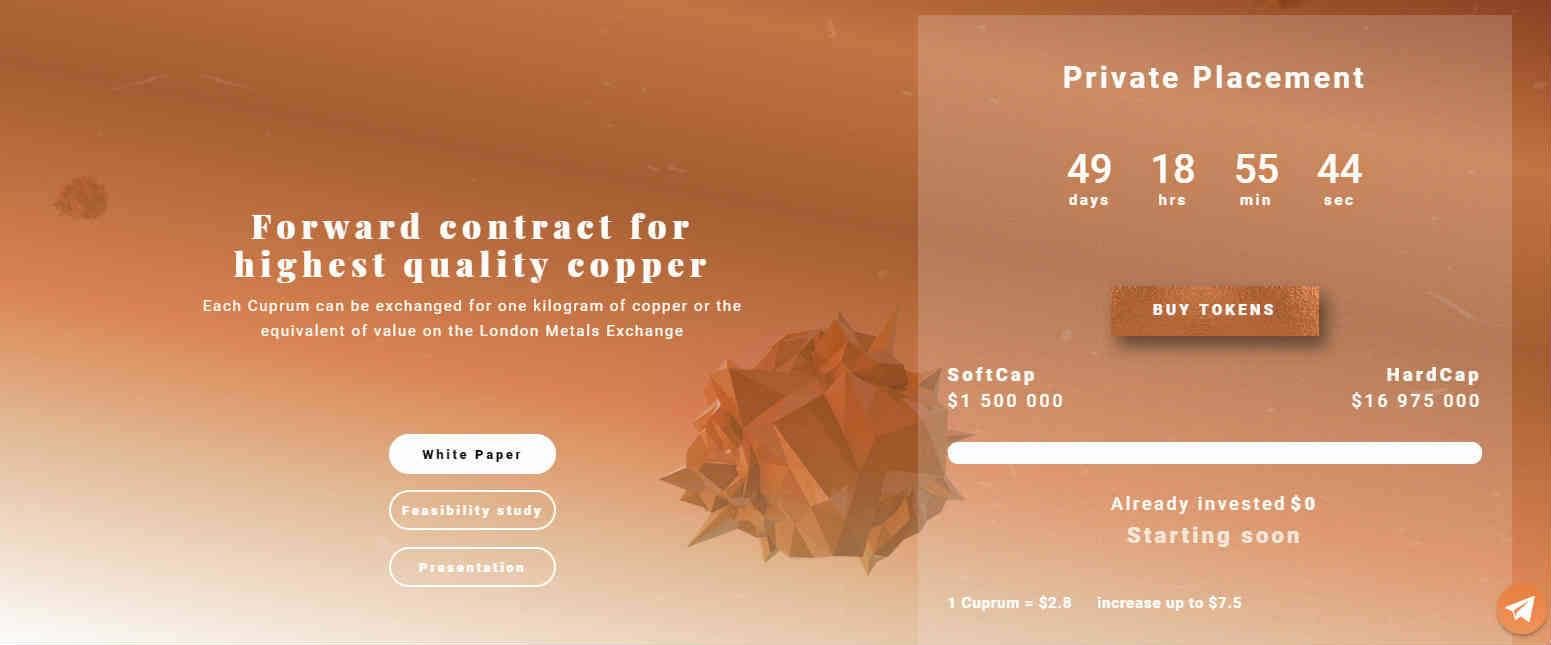 Forward contract for
highest quality copper
Each Cuprum can be exchanged for one kilogram of copper or the
equivalent of value on the London Metals Exchange
White Paper
Feasibility study
Presentation
Private Placement
49 18 55 44
days hrs min sec
BUY TOKENS
SoftCap HardCap
$1 500 000 $16 975 000
Already invested $0
Starting soon
1 Cuprum = $2.8 increase up to $7.5